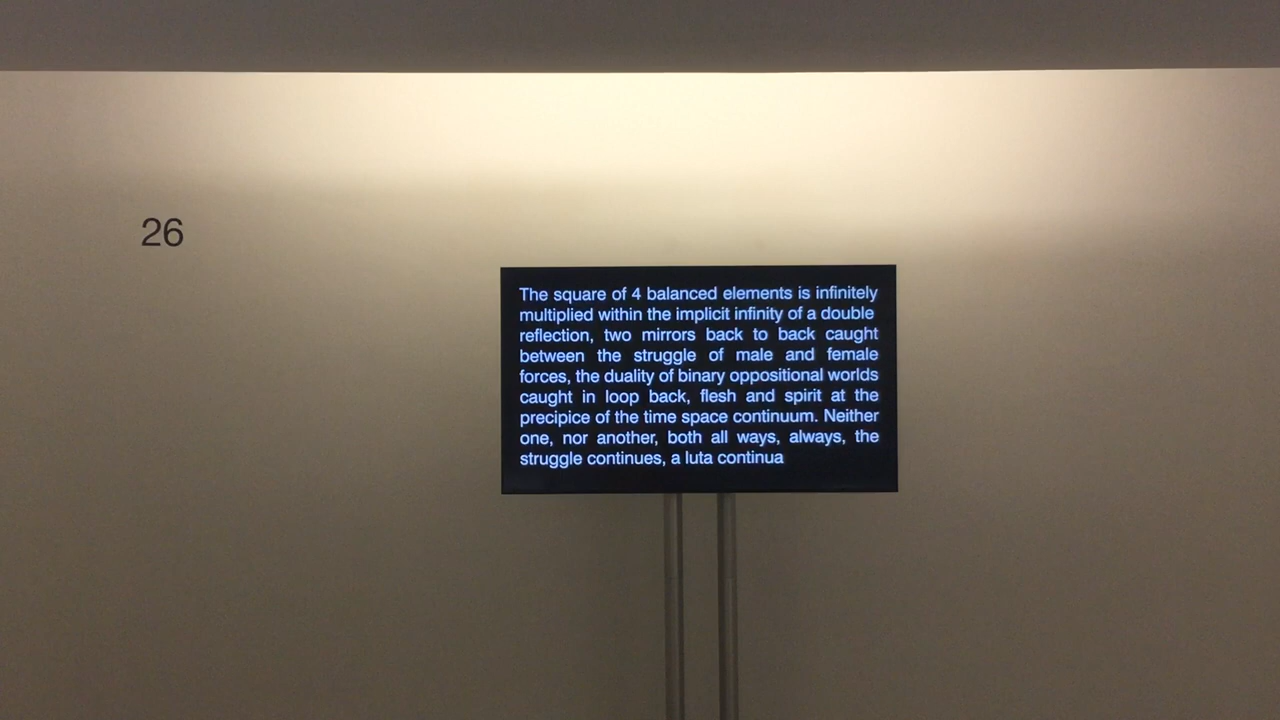 26
The square of 4 balanced elements is infinitely
multiplied within the implicit infinity of a double
reflection, two mirrors back to back caught
between the struggle of male and female
forces, the duality of binary oppositional worlds
caught in loop back, flesh and spirit at the
precipice of the time space continuum. Neither
one, nor another, both all ways, always, the
struggle continues, a luta continua